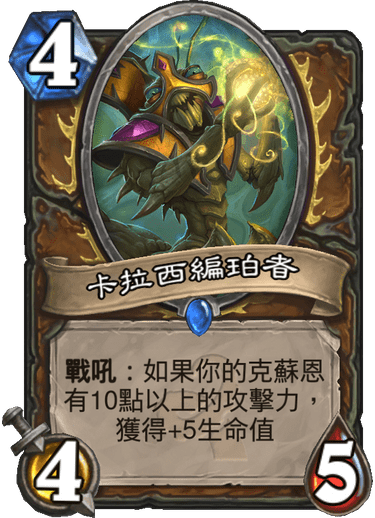 4
卡拉西編珀者
戰吼：如果你的克蘇恩
有10點以上的攻擊力，
獲得+5生命值
4
5